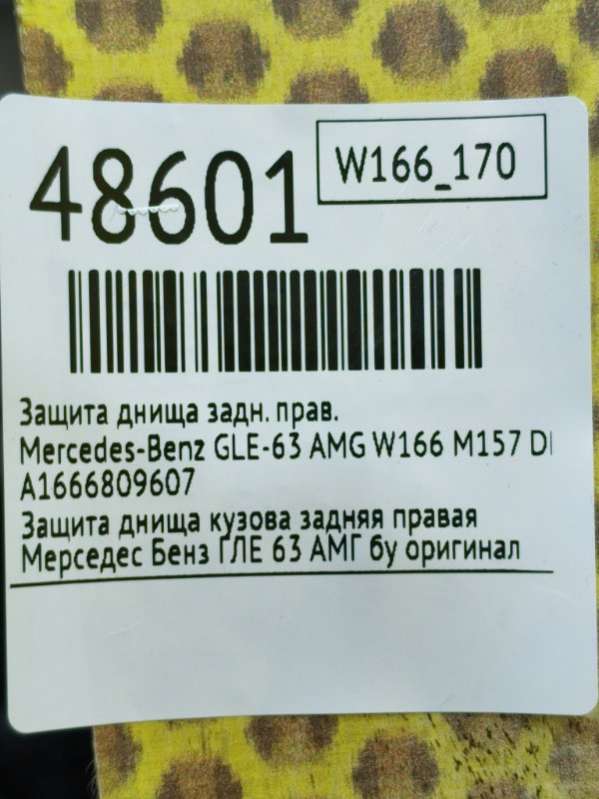 48601
W166_170
Защита днища задн. прав.
Mercedes-Benz GLE-63 AMG W166 M157
A1666809607
Защита днища кузова задняя правая
Мерседес Бенз ГЛЕ 63 АМГ бу оригинал